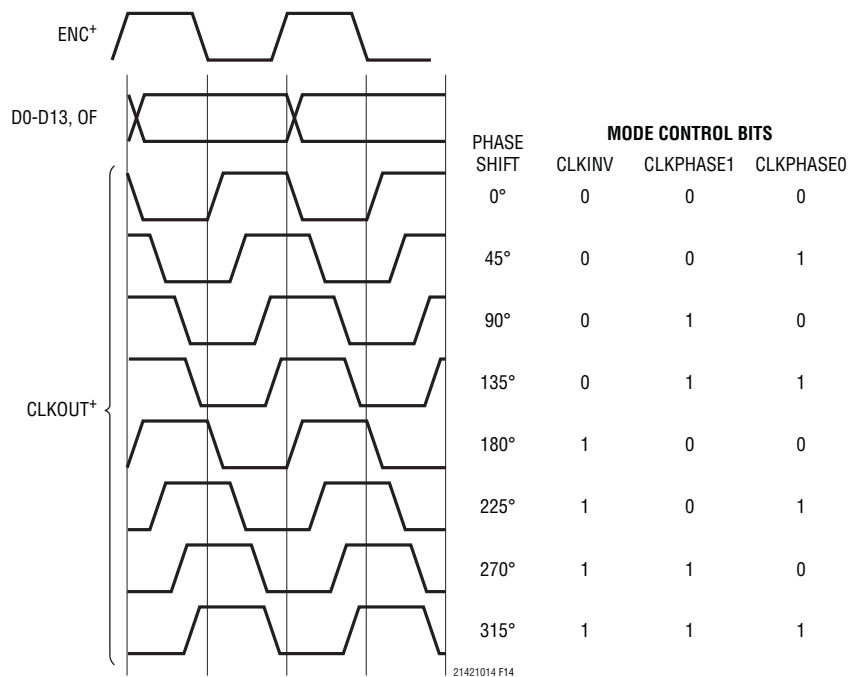 ENC+
D0-D13, OF
MODE CONTROL BITS
PHASE SHIFT CLKINV CLKPHASE1 CLKPHASE0
0° 0 0 0
45° 0 0 1
90° 0 1 0
135° 0 1 1
CLKOUT+
180° 1 0 0
225° 1 0 1
270° 1 1 0
315° 1 1 1
21421014 F14